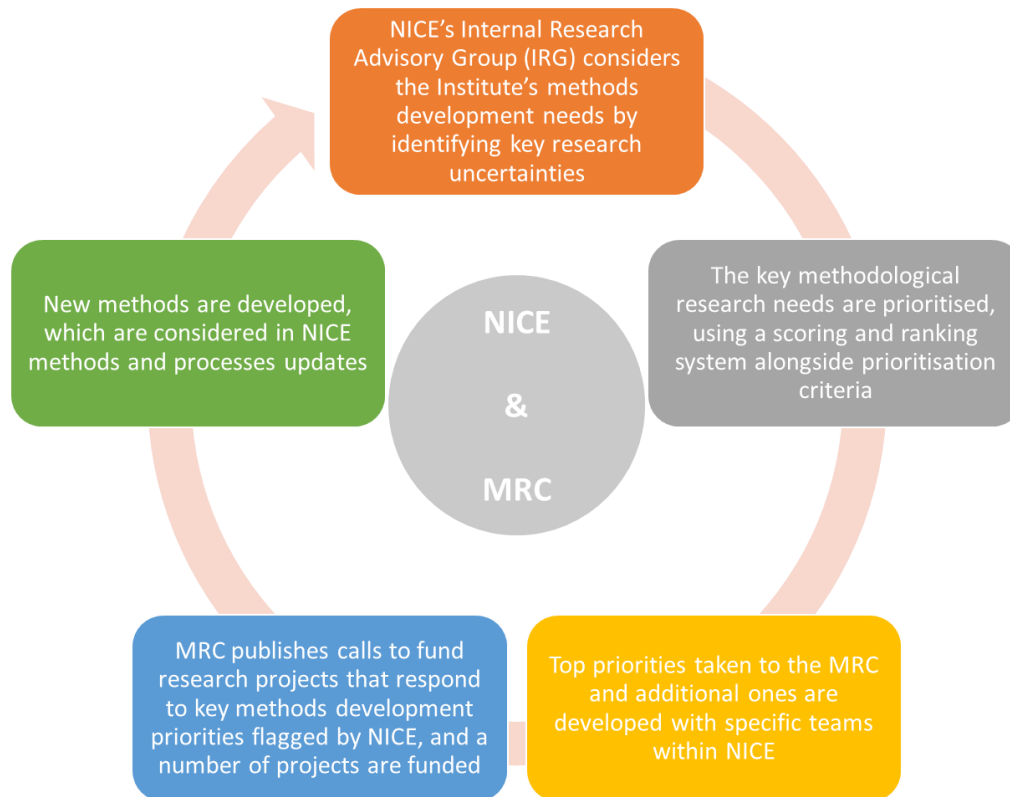 NICE’s Internal Research
Advisory Group (IRG) considers
the Institute’s methods
development needs by
identifying key research
uncertainties
The key methodological
research needs are prioritised,
using a scoring and ranking
system alongside prioritisation
criteria
Top priorities taken to the MRC
and additional ones are
developed with specific teams
within NICE
MRC publishes calls to fund
research projects that respond
to key methods development
priorities flagged by NICE, and a
number of projects are funded
New methods are developed,
which are considered in NICE
methods and processes updates
NICE
&
MRC